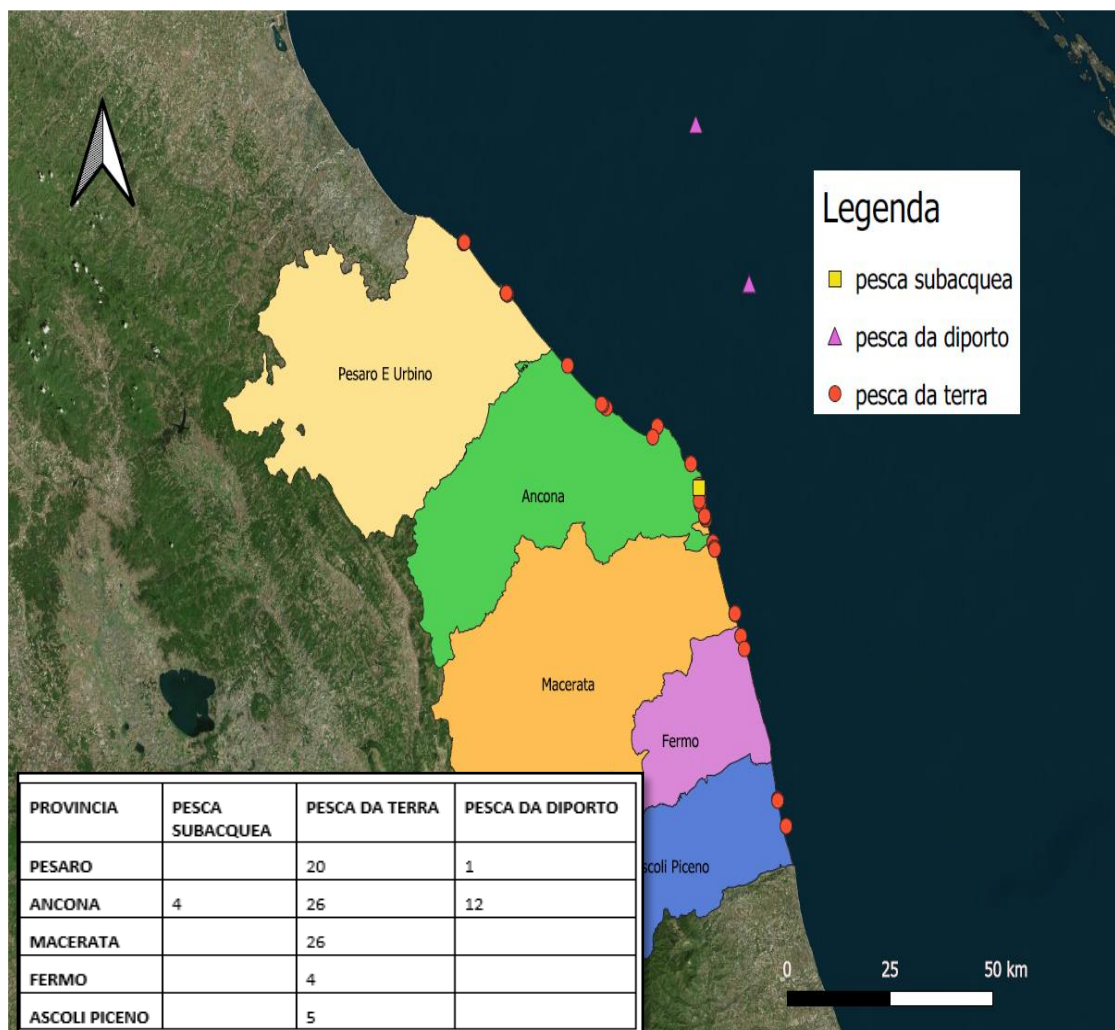 Legenda
pesca subacquea
pesca da diporto
pesca da terra
Pesaro E Urbino
Ancona
Macerata
Fermo
scoli Piceno
PROVINCIA PESCA SUBACQUEA PESCA DA TERRA PESCA DA DIPORTO
PESARO 20 1
ANCONA 4 26 12
MACERATA 26
FERMO 4
ASCOLI PICENO 5
0 25 50 km